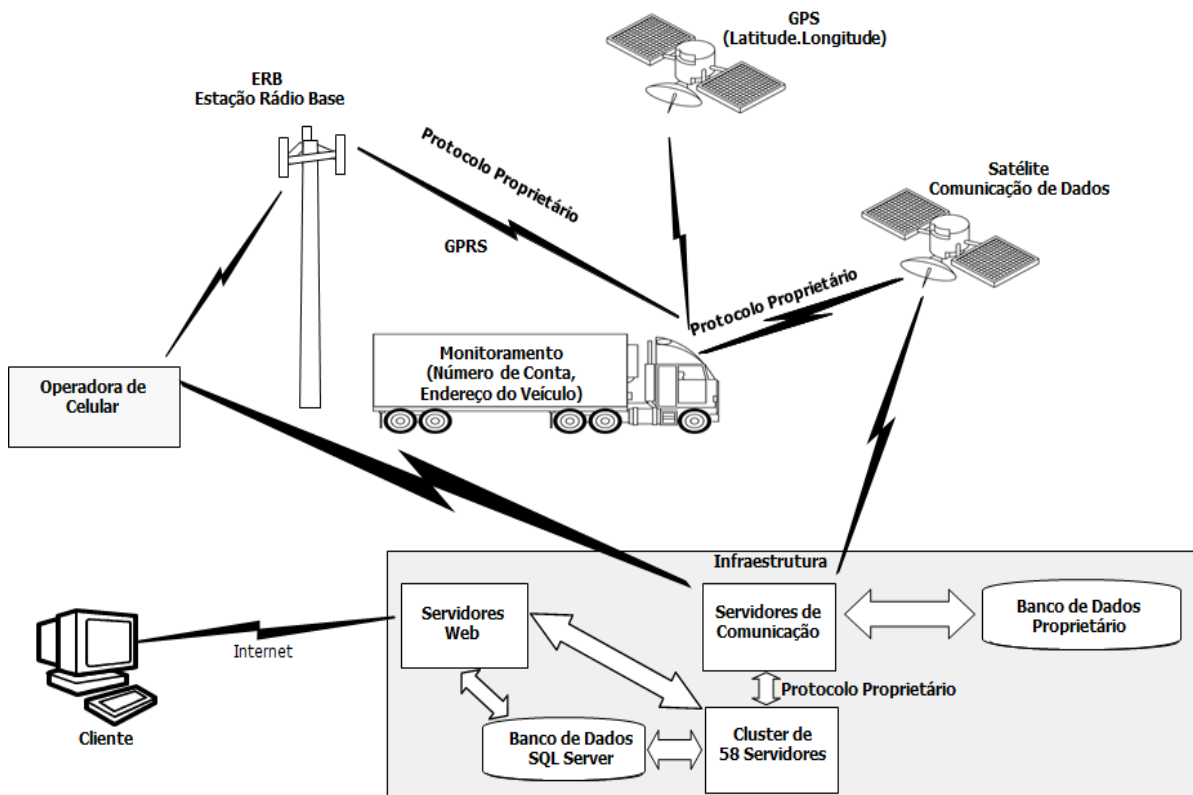 GPS
(Latitude.Longitude)
ERB
Estação Rádio Base
Protocolo Proprietário
GPRS
Satélite
Comunicação de Dados
Protocolo Proprietário
Monitoramento
(Número de Conta,
Endereço do Veículo)
Operadora de
Celular
Infraestrutura
Servidores
Web
Servidores de
Comunicação
Banco de Dados
Proprietário
Internet
Protocolo Proprietário
Cliente
Banco de Dados
SQL Server
Cluster de
58 Servidores